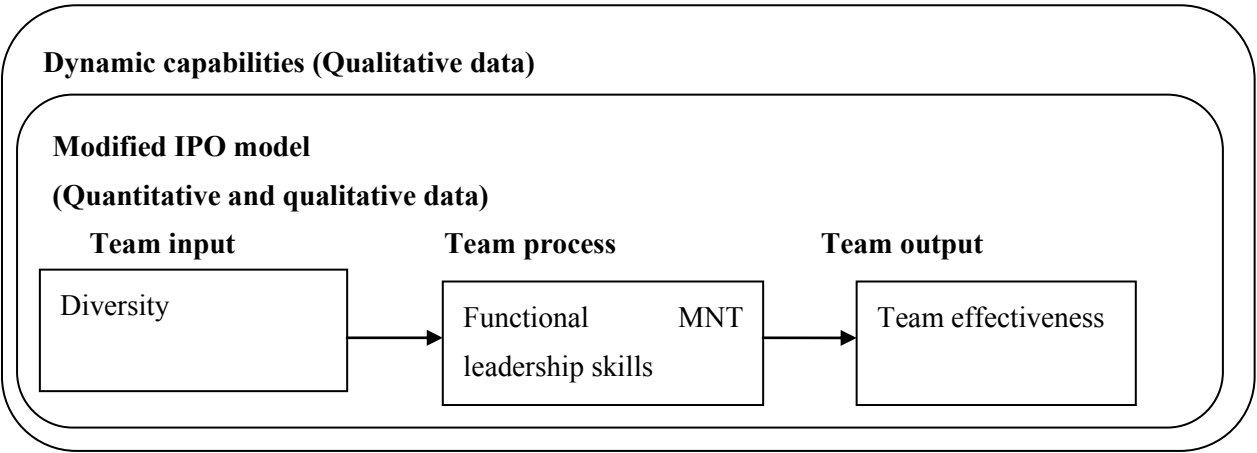 Dynamic capabilities (Qualitative data)
Modified IPO model
(Quantitative and qualitative data)
Team input
Team process
Team output
Diversity
Functional MNT
leadership skills
Team effectiveness